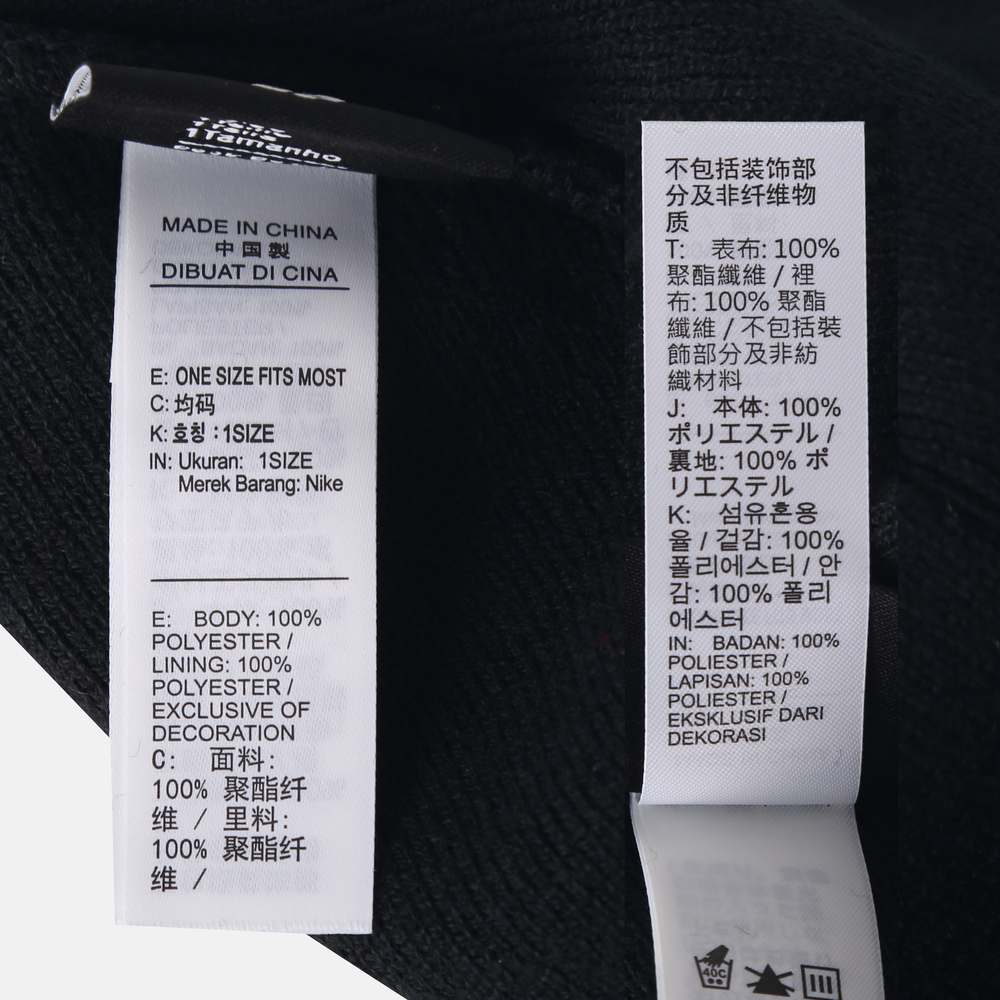 1Tamanho
MADE IN CHINA
中国製
DIBUAT DI CINA
E: ONE SIZE FITS MOST
C: 均码
K: 호칭 : 1SIZE
IN: Ukuran: 1SIZE
Merek Barang: Nike
E: BODY: 100%
POLYESTER /
LINING: 100%
POLYESTER /
EXCLUSIVE OF
DECORATION
C: 面料:
100% 聚酯纤
维 / 里料:
100% 聚酯纤
维 /
不包括装饰部
分及非纤维物
质
T: 表布: 100%
聚酯纖維 / 裡
布: 100% 聚酯
纖維 / 不包括裝
飾部分及非紡
織材料
J: 本体: 100%
ポリエステル /
裏地: 100% ポ
リエステル
K: 섬유혼용
율 / 겉감: 100%
폴리에스터 / 안
감: 100% 폴리
에스터
IN: BADAN: 100%
POLIESTER /
LAPISAN: 100%
POLIESTER /
EKSKLUSIF DARI
DEKORASI
40C